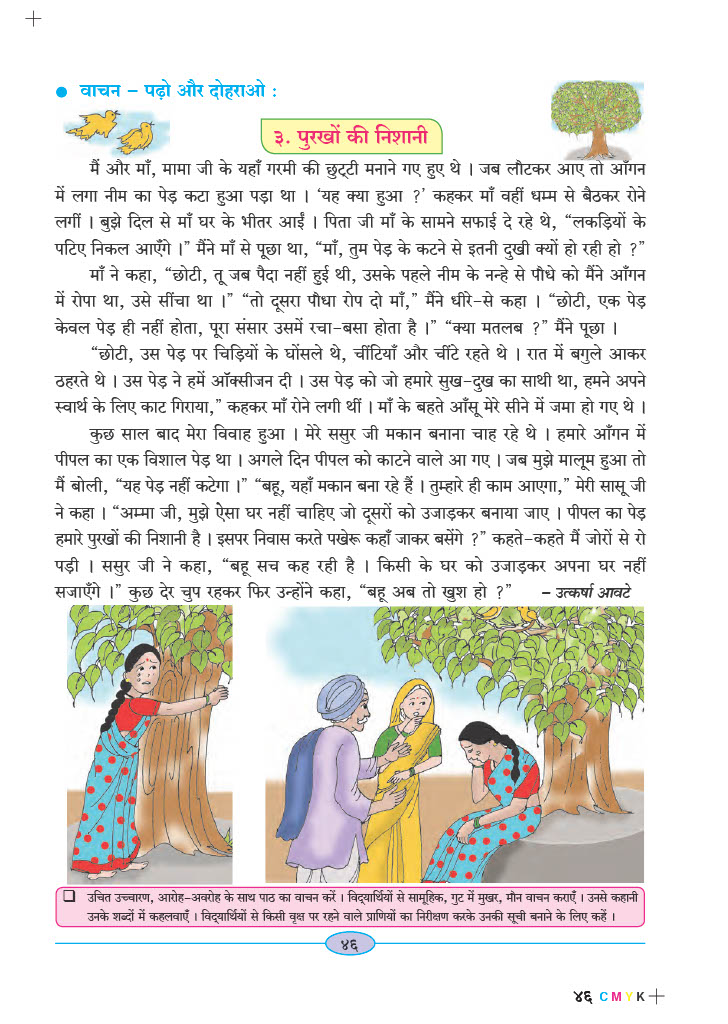 ● वाचन – पढ़ो और दोहराओ :
३. पुरखों की निशानी
मैं और माँ, मामा जी के यहाँ गरमी की छुट्‌टी मनाने गए हुए थे । जब लौटकर आए तो आँगन
में लगा नीम का पेड़ कटा हुआ पड़ा था । ‘यह क्या हुआ ?’ कहकर माँ वहीं धम्म से बैठकर रोने
लगीं । बुझे दिल से माँ घर के भीतर आईं । पिता जी माँ के सामने सफाई दे रहे थे, “लकड़ियों के
पटिए निकल आएँगे ।” मैंने माँ से पूछा था, “माँ, तुम पेड़ के कटने से इतनी दुखी क्यों हो रही हो ?”
माँ ने कहा, “छोटी, तू जब पैदा नहीं हुई थी, उसके पहले नीम के नन्हे से पौधे को मैंने आँगन
में रोपा था, उसे सींचा था ।” “तो दूसरा पौधा रोप दो माँ,” मैंने धीरे-से कहा । “छोटी, एक पेड़
केवल पेड़ ही नहीं होता, पूरा संसार उसमें रचा-बसा होता है ।” “क्या मतलब ?” मैंने पूछा ।
“छोटी, उस पेड़ पर चिड़ियों के घोंसले थे, चींटियाँ और चींटे रहते थे । रात में बगुले आकर
ठहरते थे । उस पेड़ ने हमें ऑक्सीजन दी । उस पेड़ को जो हमारे सुख-दुख का साथी था, हमने अपने
स्वार्थ के लिए काट गिराया,” कहकर माँ रोने लगी थीं । माँ के बहते आँसू मेरे सीने में जमा हो गए थे ।
कुछ साल बाद मेरा विवाह हुआ । मेरे ससुर जी मकान बनाना चाह रहे थे । हमारे आँगन में
पीपल का एक विशाल पेड़ था । अगले दिन पीपल को काटने वाले आ गए । जब मुझे मालूम हुआ तो
मैं बोली, “यह पेड़ नहीं कटेगा ।” “बहू, यहाँ मकान बना रहे हैं । तुम्हारे ही काम आएगा,” मेरी सासू जी
ने कहा । “अम्मा जी, मुझे ऐसा घर नहीं चाहिए जो दूसरों को उजाड़कर बनाया जाए । पीपल का पेड़
हमारे पुरखों की निशानी है । इसपर निवास करते पखेरू कहाँ जाकर बसेंगे ?” कहते-कहते मैं जोरों से रो
पड़ी । ससुर जी ने कहा, “बहू सच कह रही है । किसी के घर को उजाड़कर अपना घर नहीं
सजाएँगे ।” कुछ देर चुप रहकर फिर उन्होंने कहा, “बहू अब तो खुश हो ?” – उत्कर्षा आवटे
❑ उचित उच्चारण, आरोह-अवरोह के साथ पाठ का वाचन करें । विद्‌यार्थियों से सामूहिक, गुट में मुखर, मौन वाचन कराएँ । उनसे कहानी
उनके शब्दों में कहलवाएँ । विद्‌यार्थियों से किसी वृक्ष पर रहने वाले प्राणियों का निरीक्षण करके उनकी सूची बनाने के लिए कहें ।
४६
४६ C M Y K